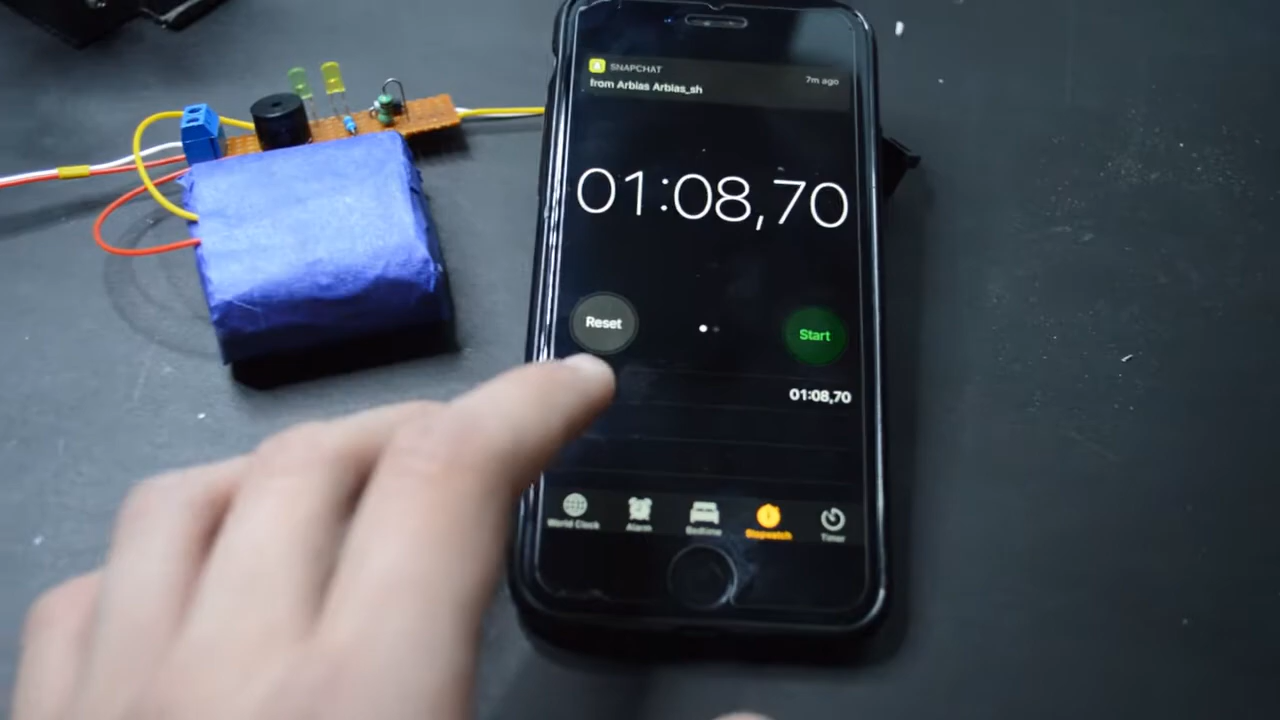 SNAPCHAT
7m ago
from Arbias Arbias_sh
01:08,70
Reset
Start
01:08,70
World Clock
Alarm
Bedtime
Stopwatch
Timer